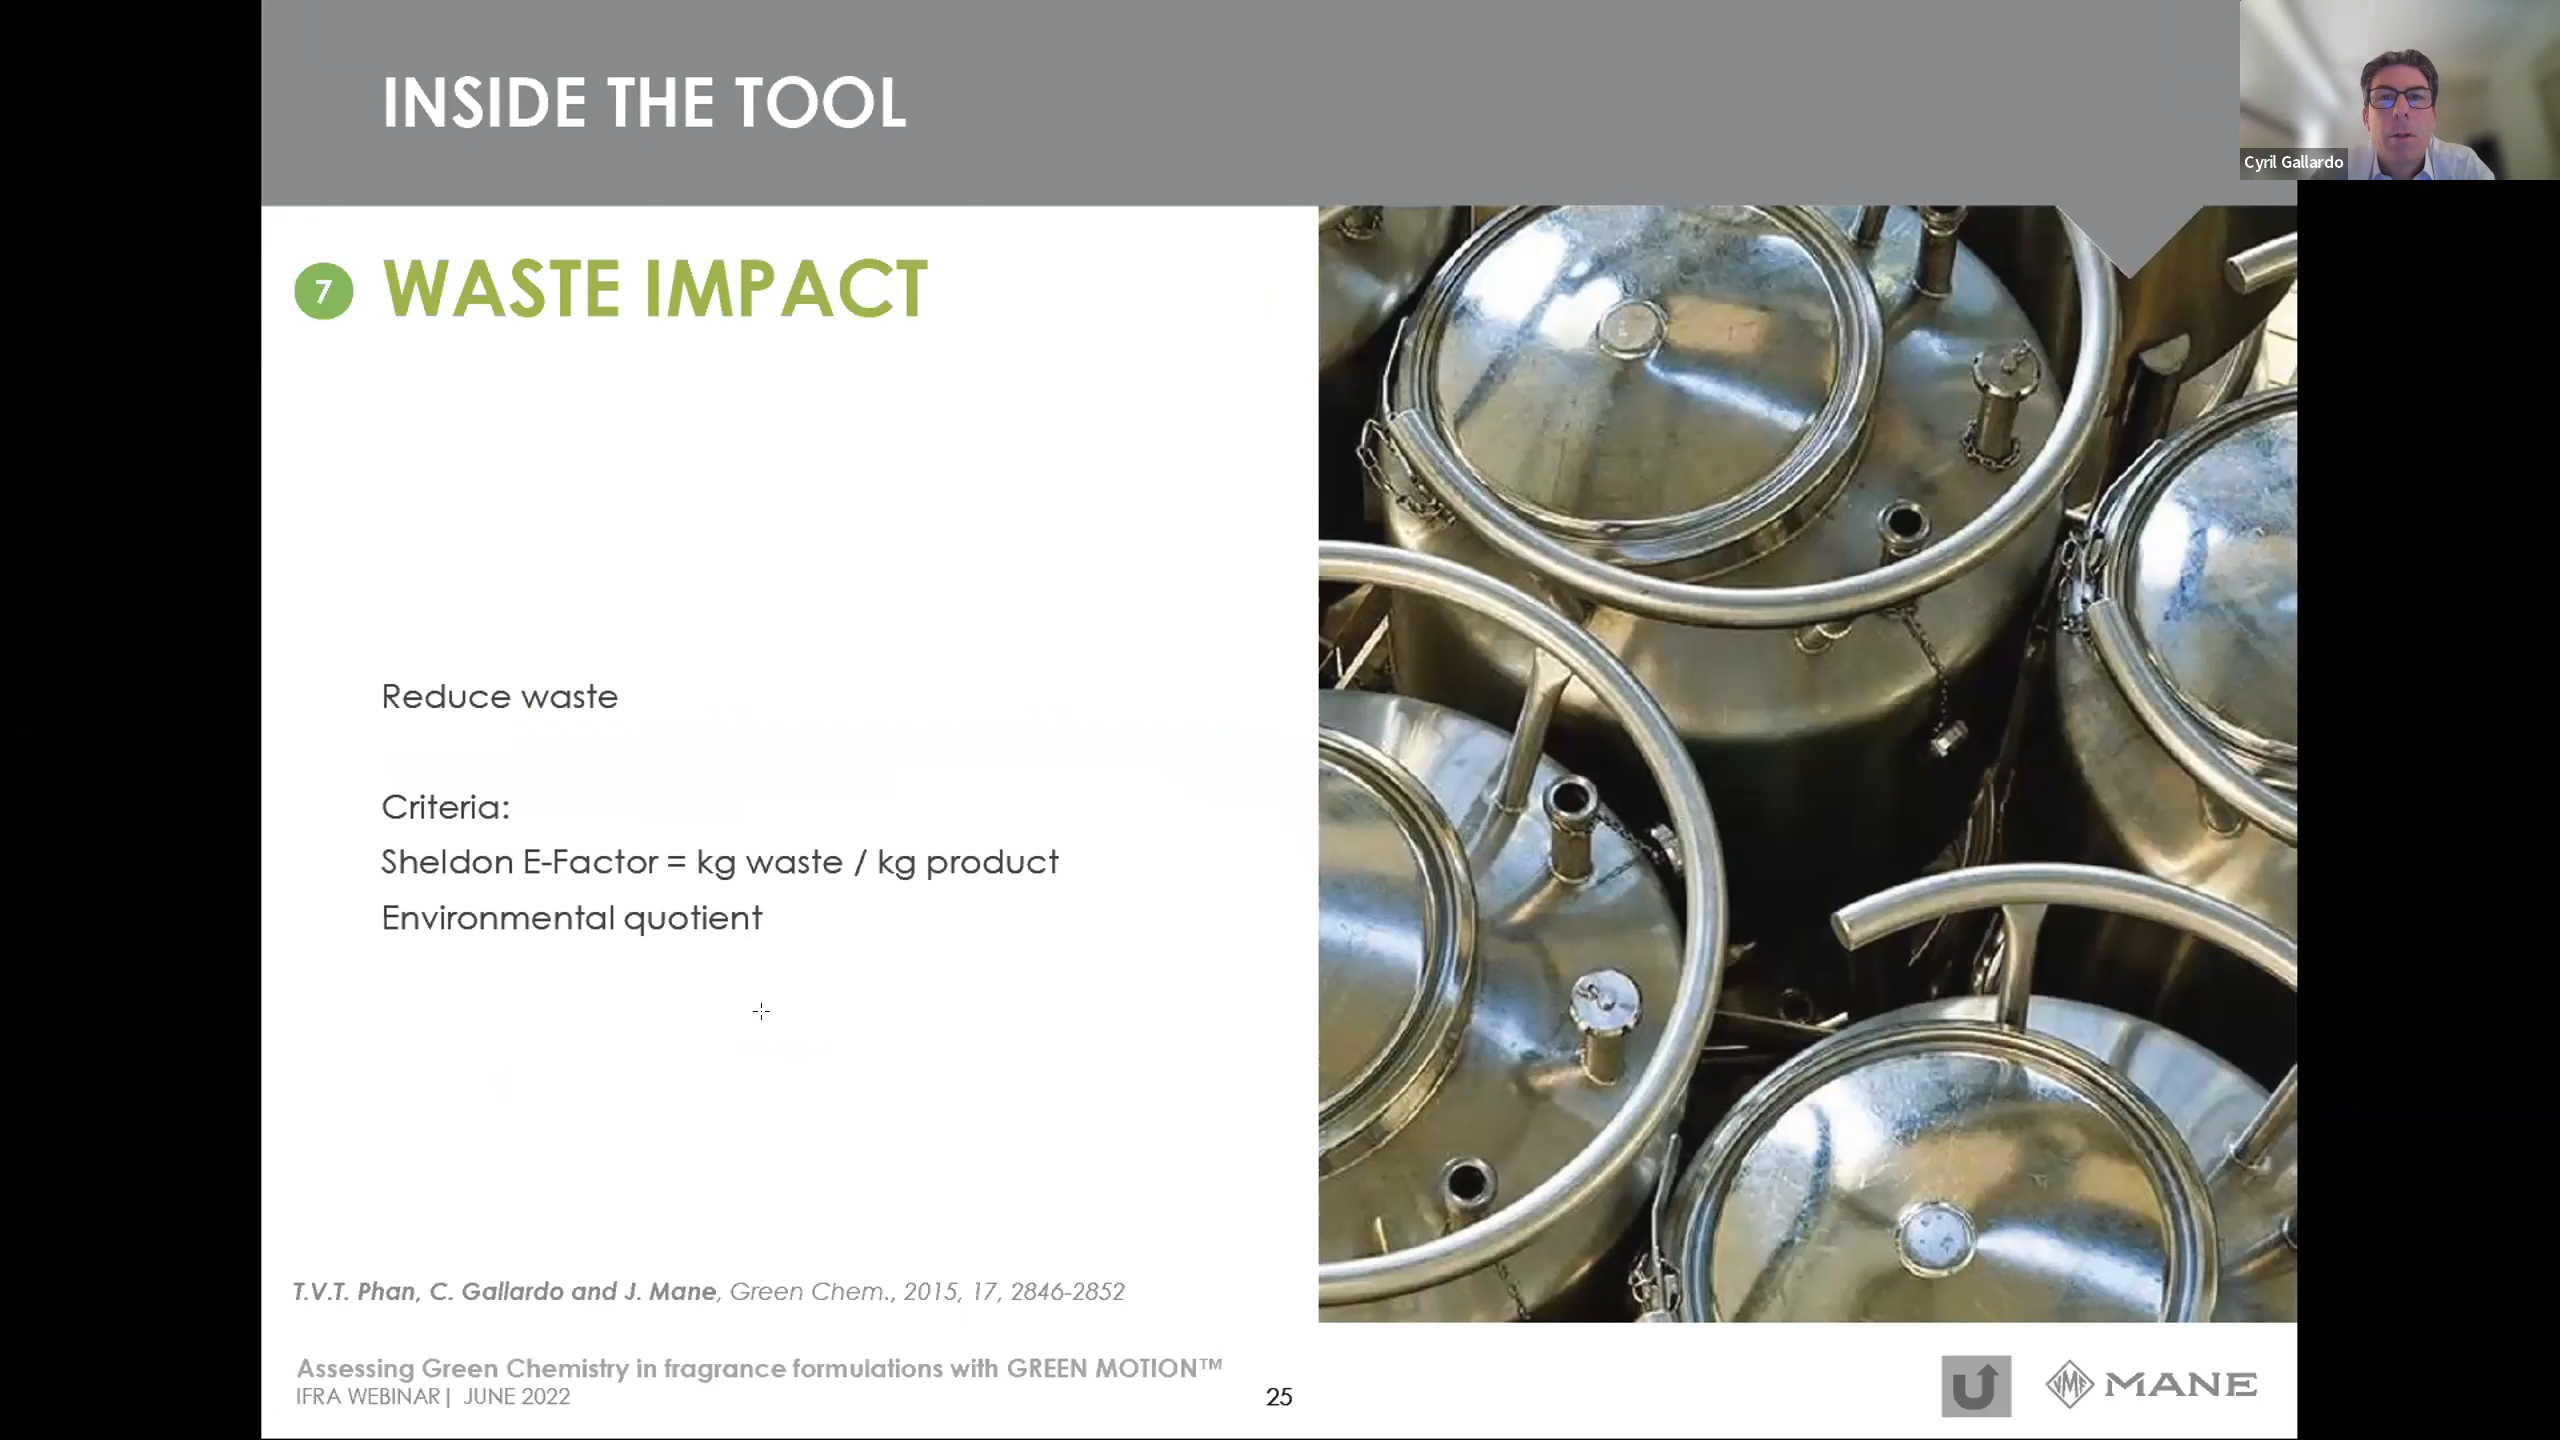 INSIDE THE TOOL
Cyril Gallardo
7 WASTE IMPACT
Reduce waste
Criteria:
Sheldon E-Factor = kg waste / kg product
Environmental quotient
T.V.T. Phan, C. Gallardo and J. Mane, Green Chem., 2015, 17, 2846-2852
Assessing Green Chemistry in fragrance formulations with GREEN MOTION™
IFRA WEBINAR| JUNE 2022
25
VMF MANE